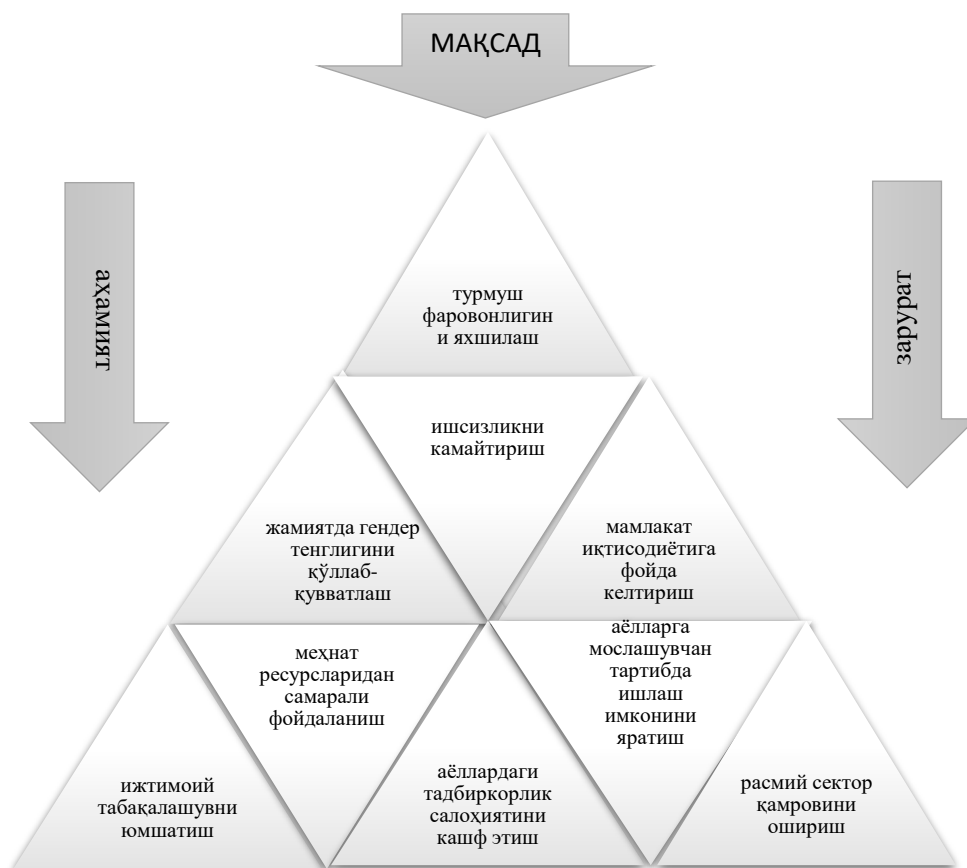 МАҚСАД
аҳамият
зарурат
турмуш
фаровонлигин
и яхшилаш
ишсизликни
камайтириш
жамиятда гендер
тенглигини
қўллаб-
қувватлаш
мамлакат
иқтисодиётига
фойда
келтириш
меҳнат
ресурсларидан
самарали
фойдаланиш
аёлларга
мослашувчан
тартибда
ишлаш
имконини
яратиш
ижтимоий
табақалашувни
юмшатиш
аёллардаги
тадбиркорлик
салоҳиятини
кашф этиш
расмий сектор
қамровини
ошириш